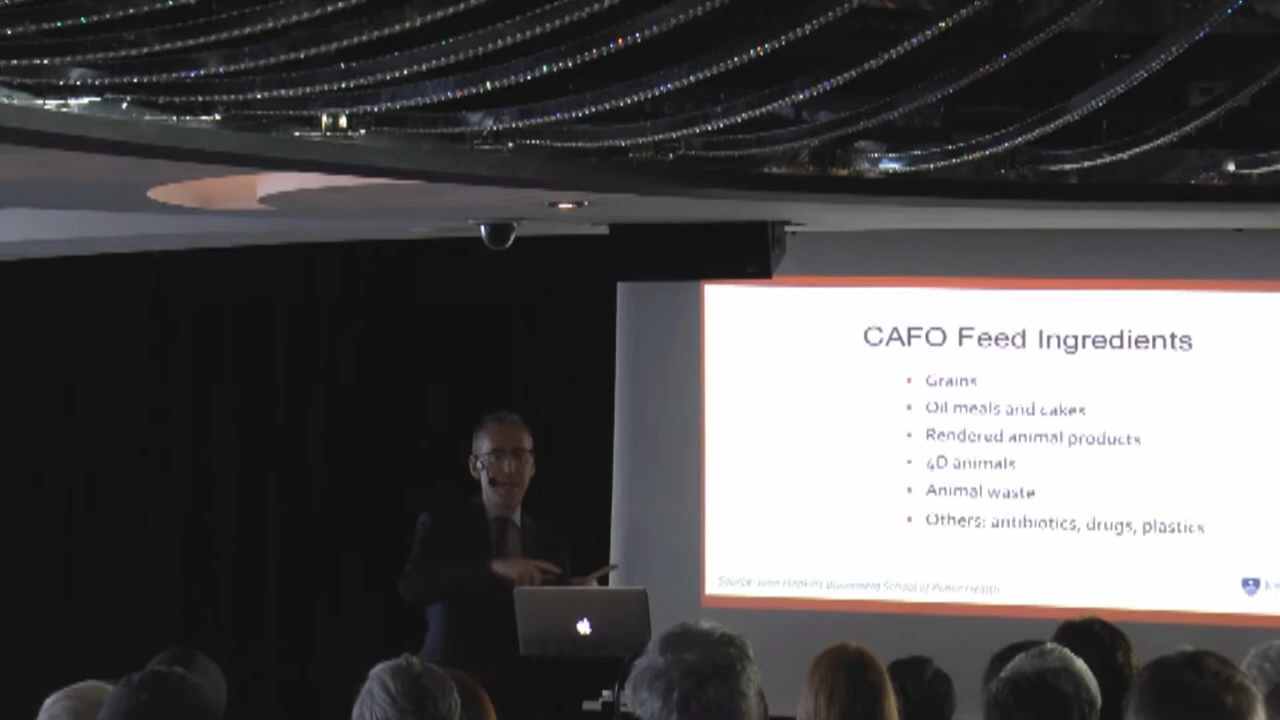 CAFO Feed Ingredients
Grains
Oil meals and cakes
Rendered animal products
4D animals
Animal waste
Others: antibiotics, drugs, plastics
Source: John Hopkins Bloomberg School of Public Health